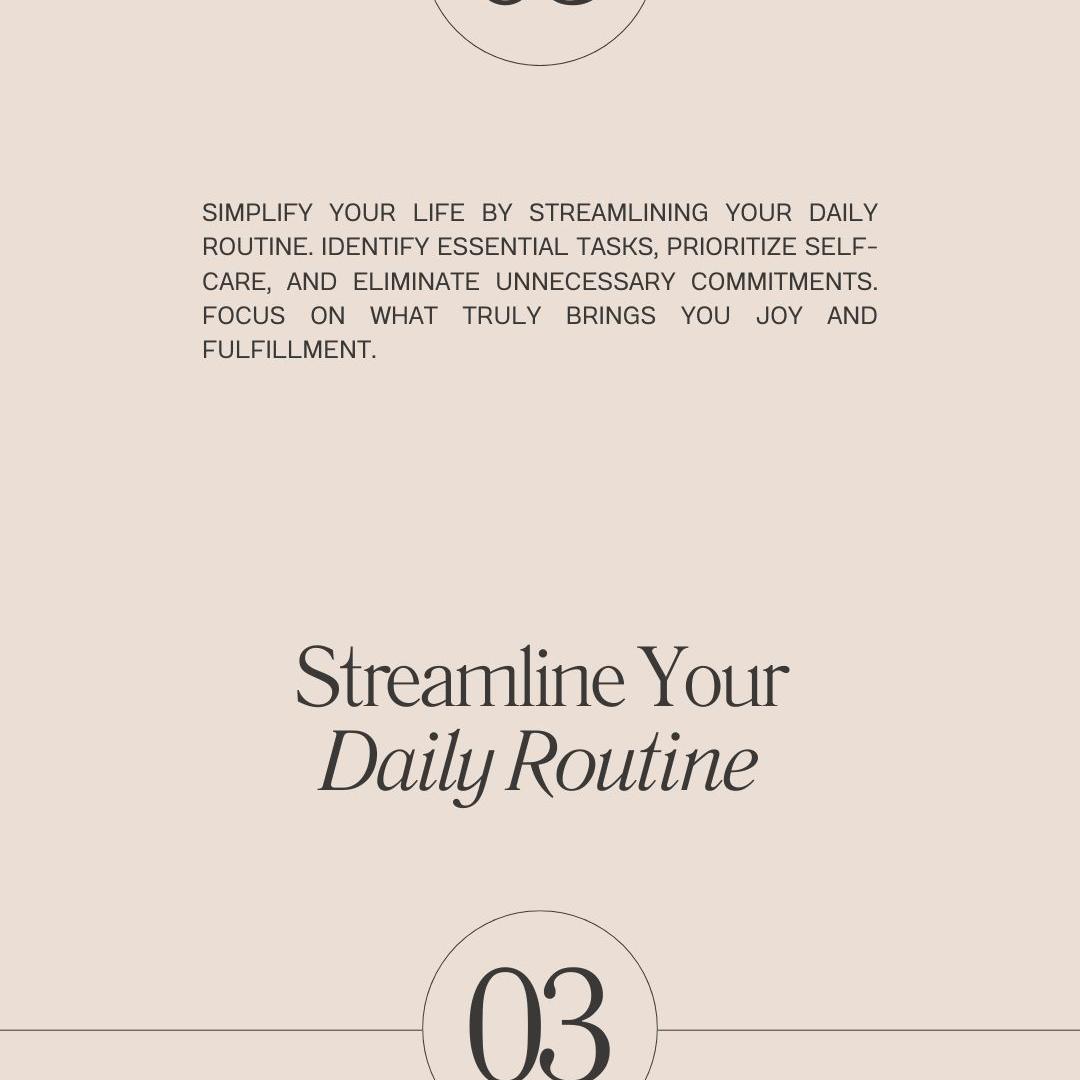 SIMPLIFY YOUR LIFE BY STREAMLINING YOUR DAILY
ROUTINE. IDENTIFY ESSENTIAL TASKS, PRIORITIZE SELF-
CARE, AND ELIMINATE UNNECESSARY COMMITMENTS.
FOCUS ON WHAT TRULY BRINGS YOU JOY AND
FULFILLMENT.
Streamline Your
Daily Routine
03